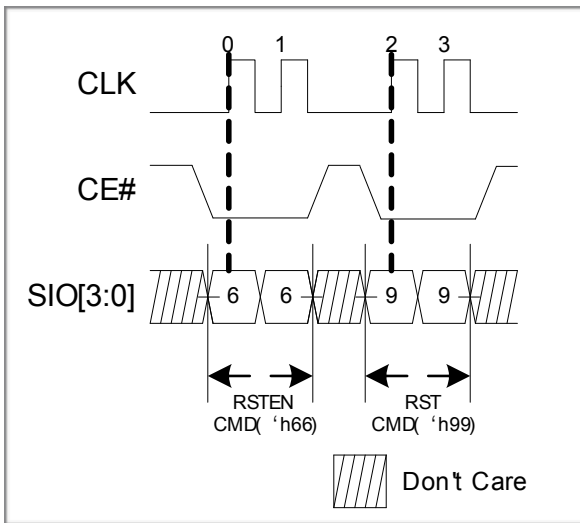 0 1 2 3
CLK
CE#
SIO[3:0]
6 6 9 9
RSTEN
CMD( ‘h66)
RST
CMD( ‘h99)
Don't Care